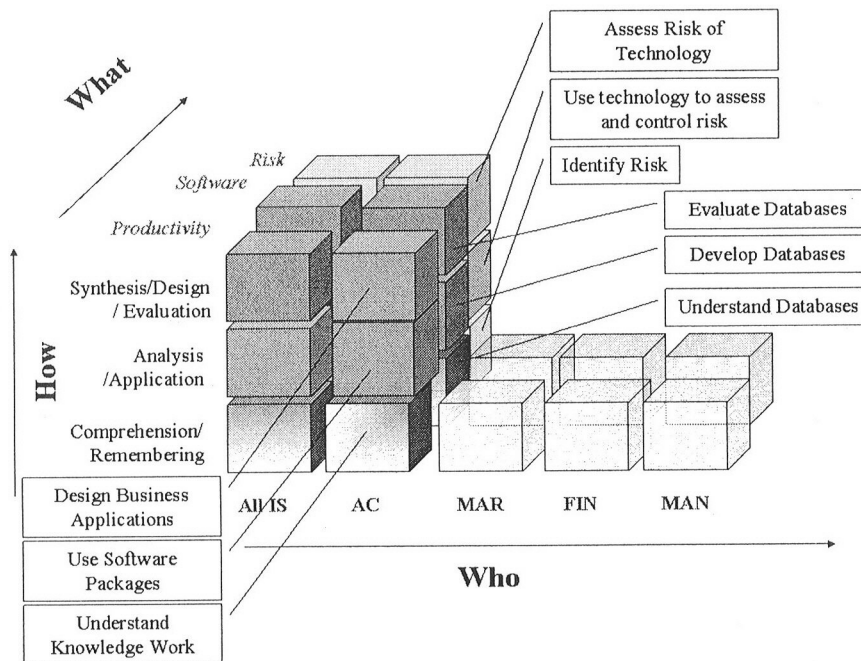 Assess Risk of
Technology
What
Use technology to assess
and control risk
Risk
Identify Risk
Software
Evaluate Databases
Productivity
Develop Databases
Synthesis/Design
/ Evaluation
Understand Databases
How
Analysis
/Application
Comprehension/
Remembering
Design Business
Applications
All IS
AC
MAR
FIN
MAN
Use Software
Packages
Who
Understand
Knowledge Work